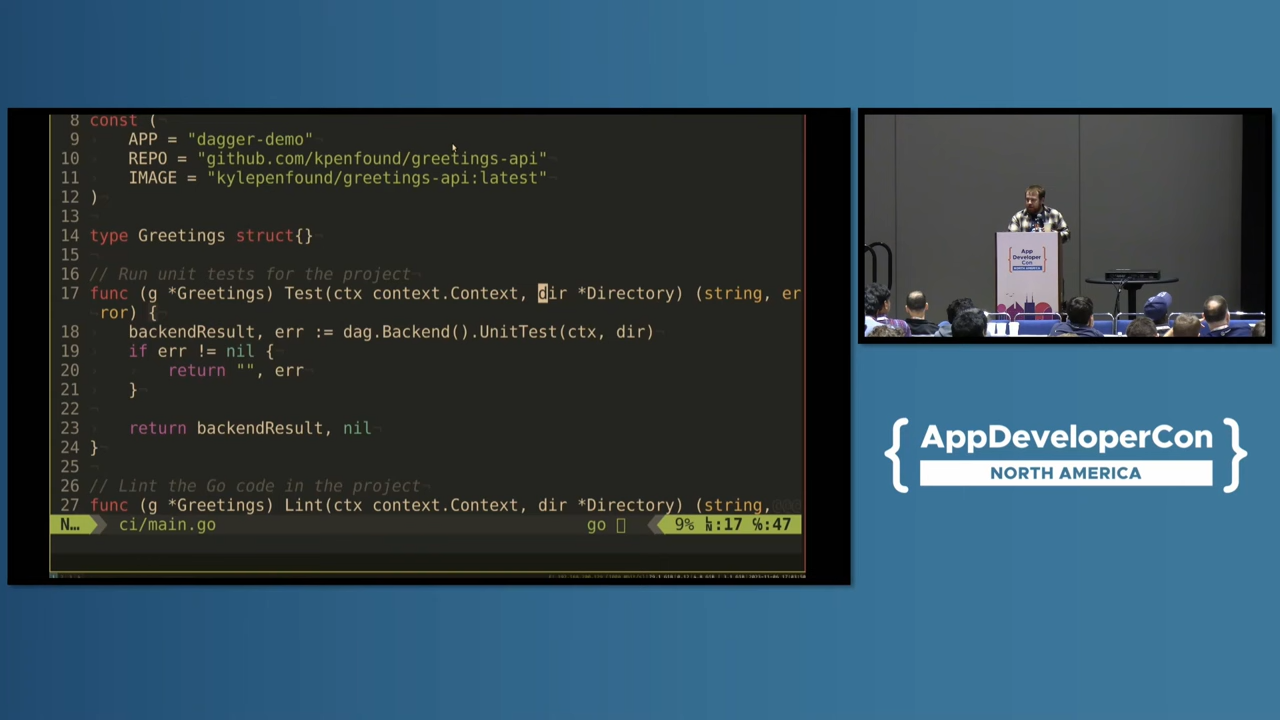 8 const (
9 APP = "dagger-demo"
10 REPO = "github.com/kpenfound/greetings-api"
11 IMAGE = "kylepenfound/greetings-api:latest"
12 )
13
14 type Greetings struct{}
15
16 // Run unit tests for the project
17 func (g *Greetings) Test(ctx context.Context, dir *Directory) (string, er
ror) {
18 backendResult, err := dag.Backend().UnitTest(ctx, dir)
19 if err != nil {
20 return "", err
21 }
22
23 return backendResult, nil
24 }
25
26 // Lint the Go code in the project
27 func (g *Greetings) Lint(ctx context.Context, dir *Directory) (string,@@@
N... ci/main.go go 9% :17 :47
App
Developer
Con
NORTH AMERICA
{ AppDeveloperCon }
NORTH AMERICA